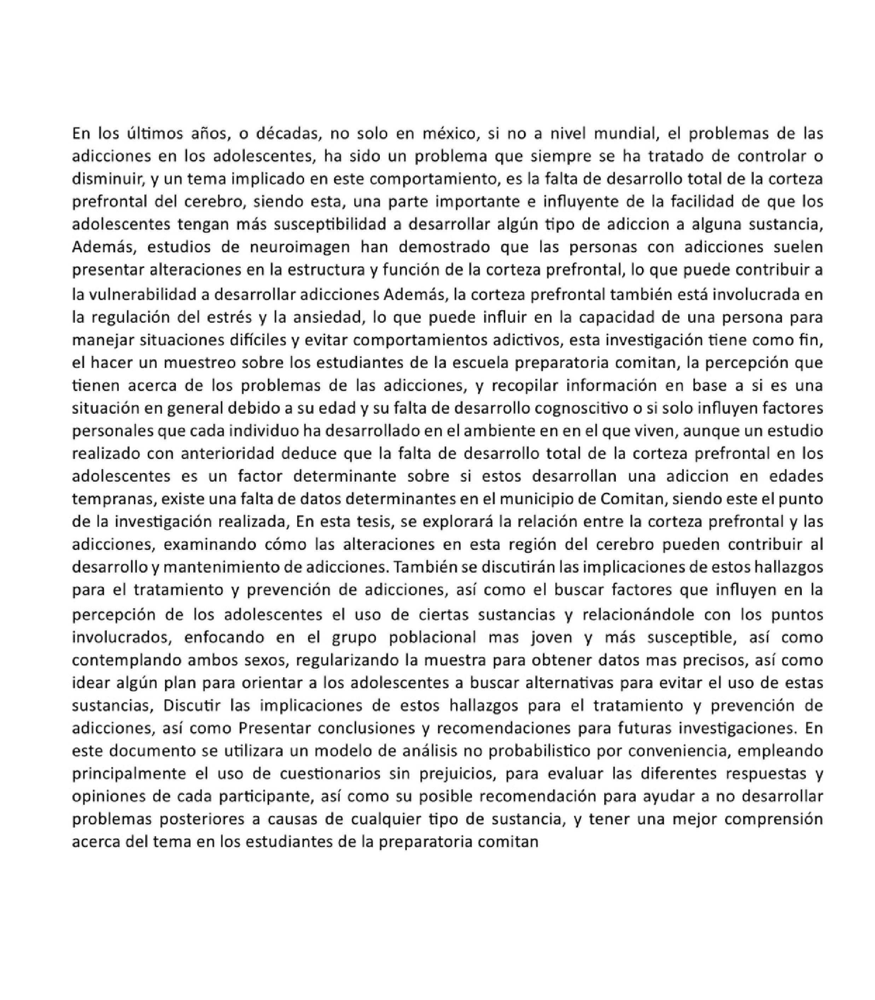 En los últimos años, o décadas, no solo en méxico, si no a nivel mundial, el problemas de las
adicciones en los adolescentes, ha sido un problema que siempre se ha tratado de controlar o
disminuir, y un tema implicado en este comportamiento, es la falta de desarrollo total de la corteza
prefrontal del cerebro, siendo esta, una parte importante e influyente de la facilidad de que los
adolescentes tengan más susceptibilidad a desarrollar algún tipo de adiccion a alguna sustancia,
Además, estudios de neuroimagen han demostrado que las personas con adicciones suelen
presentar alteraciones en la estructura y función de la corteza prefrontal, lo que puede contribuir a
la vulnerabilidad a desarrollar adicciones Además, la corteza prefrontal también está involucrada en
la regulación del estrés y la ansiedad, lo que puede influir en la capacidad de una persona para
manejar situaciones difíciles y evitar comportamientos adictivos, esta investigación tiene como fin,
el hacer un muestreo sobre los estudiantes de la escuela preparatoria comitan, la percepción que
tienen acerca de los problemas de las adicciones, y recopilar información en base a si es una
situación en general debido a su edad y su falta de desarrollo cognoscitivo o si solo influyen factores
personales que cada individuo ha desarrollado en el ambiente en en el que viven, aunque un estudio
realizado con anterioridad deduce que la falta de desarrollo total de la corteza prefrontal en los
adolescentes es un factor determinante sobre si estos desarrollan una adiccion en edades
tempranas, existe una falta de datos determinantes en el municipio de Comitan, siendo este el punto
de la investigación realizada, En esta tesis, se explorará la relación entre la corteza prefrontal y las
adicciones, examinando cómo las alteraciones en esta región del cerebro pueden contribuir al
desarrollo y mantenimiento de adicciones. También se discutirán las implicaciones de estos hallazgos
para el tratamiento y prevención de adicciones, así como el buscar factores que influyen en la
percepción de los adolescentes el uso de ciertas sustancias y relacionándole con los puntos
involucrados, enfocando en el grupo poblacional mas joven y más susceptible, así como
contemplando ambos sexos, regularizando la muestra para obtener datos mas precisos, así como
idear algún plan para orientar a los adolescentes a buscar alternativas para evitar el uso de estas
sustancias, Discutir las implicaciones de estos hallazgos para el tratamiento y prevención de
adicciones, así como Presentar conclusiones y recomendaciones para futuras investigaciones. En
este documento se utilizara un modelo de análisis no probabilistico por conveniencia, empleando
principalmente el uso de cuestionarios sin prejuicios, para evaluar las diferentes respuestas y
opiniones de cada participante, así como su posible recomendación para ayudar a no desarrollar
problemas posteriores a causas de cualquier tipo de sustancia, y tener una mejor comprensión
acerca del tema en los estudiantes de la preparatoria comitan